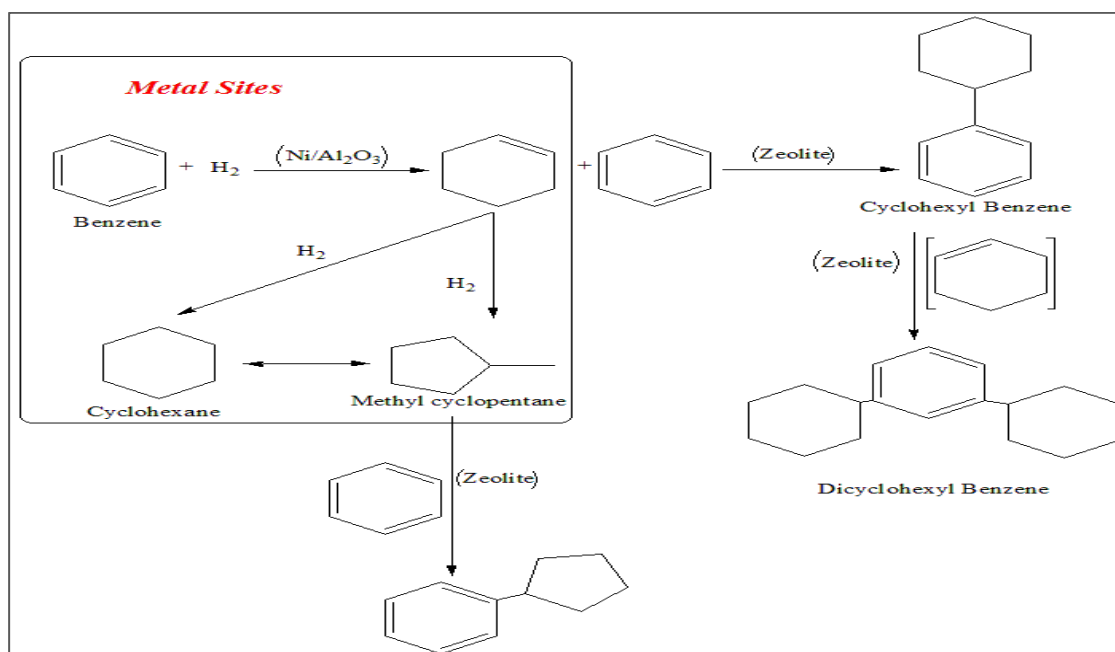 Metal Sites
+ H₂
(Ni/Al₂O₃)
+
(Zeolite)
Benzene
Cyclohexyl Benzene
H₂
H₂
(Zeolite)
Cyclohexane
Methyl cyclopentane
(Zeolite)
Dicyclohexyl Benzene